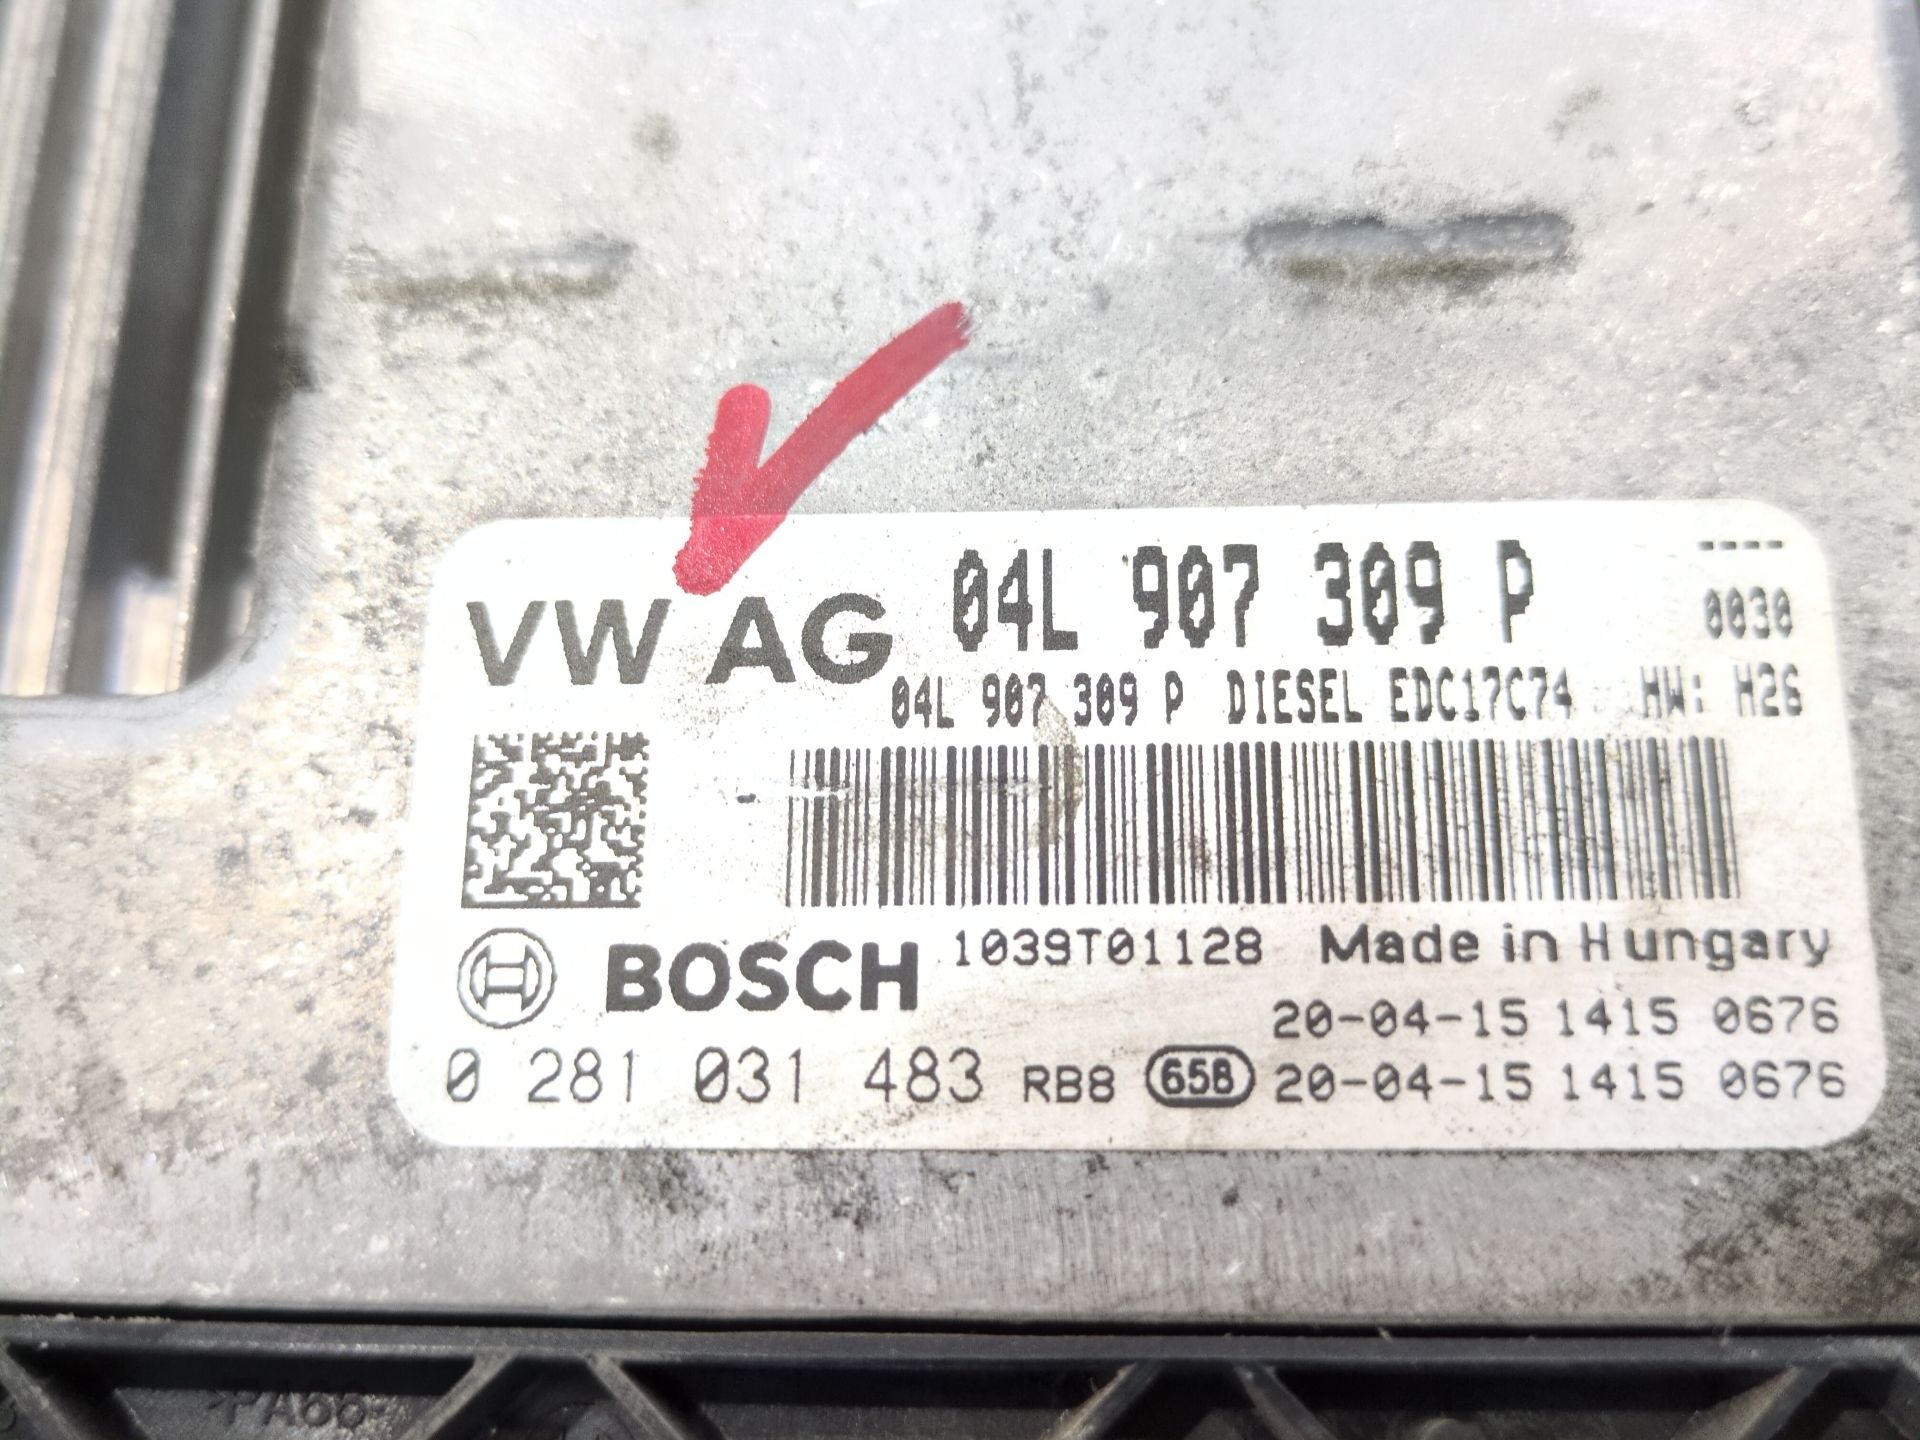 VW AG 04L 907 309 P ----
0030
04L 907 309 P DIESEL EDC17C74 HW: H26
BOSCH 1039T01128 Made in Hungary
20-04-15 1415 0676
0 281 031 483 RB8 658 20-04-15 1415 0676
PA66